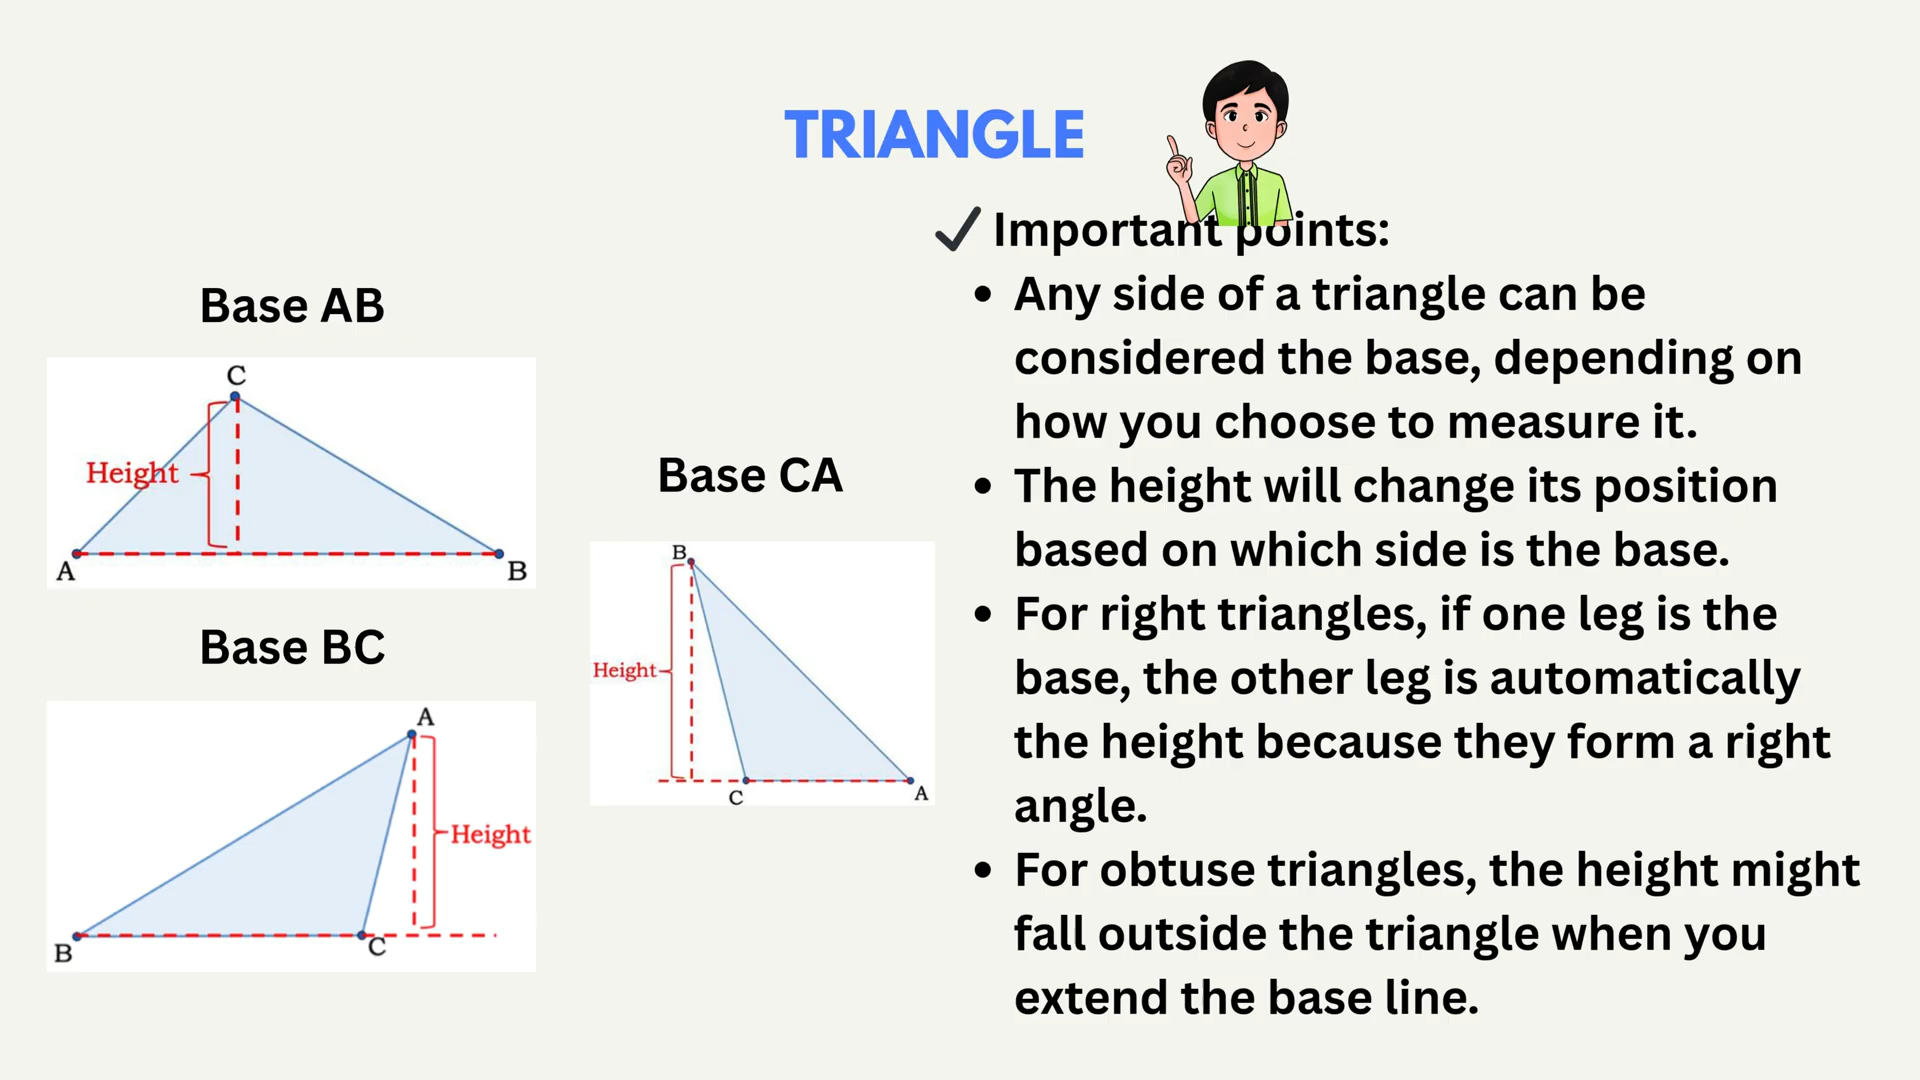 TRIANGLE
Base AB
C
Height
A
B
Base BC
A
Height
B
C
Base CA
B
Height
C
A
✓ Important points:
• Any side of a triangle can be
considered the base, depending on
how you choose to measure it.
• The height will change its position
based on which side is the base.
• For right triangles, if one leg is the
base, the other leg is automatically
the height because they form a right
angle.
• For obtuse triangles, the height might
fall outside the triangle when you
extend the base line.